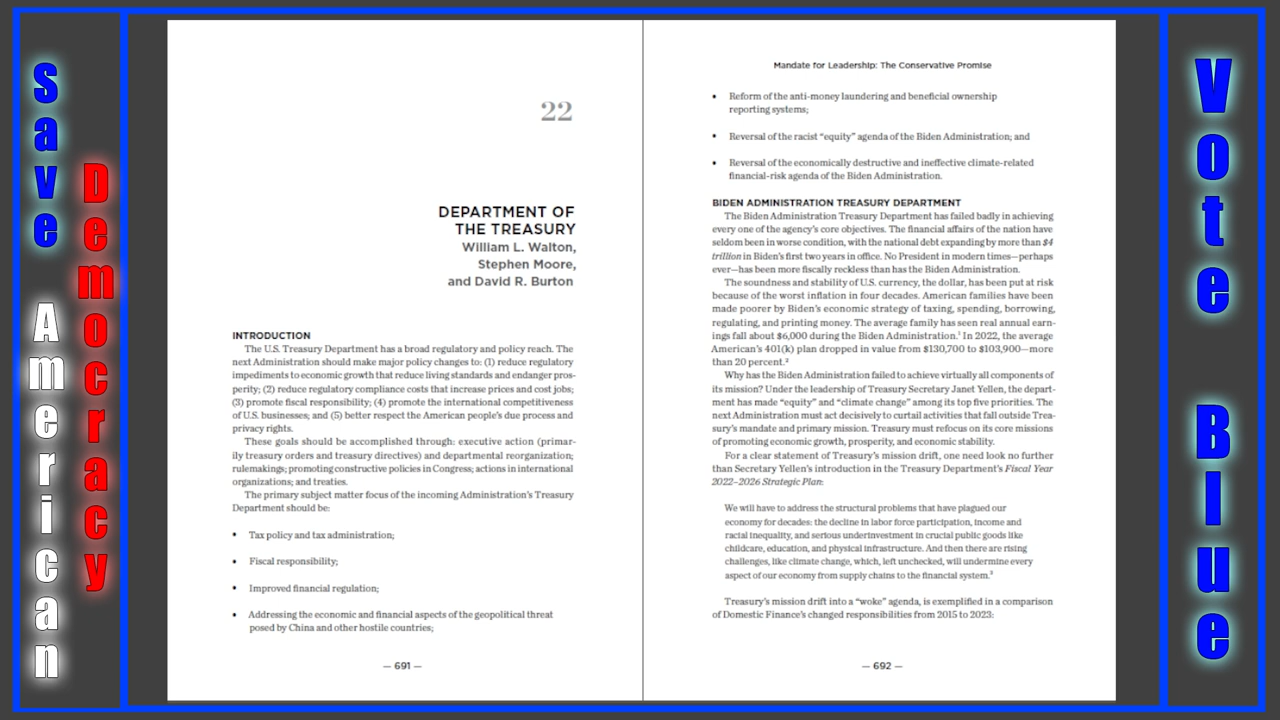 Save American
Democracy
22
DEPARTMENT OF
THE TREASURY
William L. Walton,
Stephen Moore,
and David R. Burton
INTRODUCTION
The U.S. Treasury Department has a broad regulatory and policy reach. The
next Administration should make major policy changes to: (1) reduce regulatory
impediments to economic growth that reduce living standards and endanger pros-
perity; (2) reduce regulatory compliance costs that increase prices and cost jobs;
(3) promote fiscal responsibility; (4) promote the international competitiveness
of U.S. businesses; and (5) better respect the American people's due process and
privacy rights.
These goals should be accomplished through: executive action (primar-
ily treasury orders and treasury directives) and departmental reorganization;
rulemakings; promoting constructive policies in Congress; actions in international
organizations; and treaties.
The primary subject matter focus of the incoming Administration's Treasury
Department should be:
• Tax policy and tax administration;
• Fiscal responsibility;
• Improved financial regulation;
• Addressing the economic and financial aspects of the geopolitical threat
posed by China and other hostile countries;
— 691 —
Mandate for Leadership: The Conservative Promise
• Reform of the anti-money laundering and beneficial ownership
reporting systems;
• Reversal of the racist “equity” agenda of the Biden Administration; and
• Reversal of the economically destructive and ineffective climate-related
financial-risk agenda of the Biden Administration.
BIDEN ADMINISTRATION TREASURY DEPARTMENT
The Biden Administration Treasury Department has failed badly in achieving
every one of the agency's core objectives. The financial affairs of the nation have
seldom been in worse condition, with the national debt expanding by more than $4
trillion in Biden's first two years in office. No President in modern times—perhaps
ever—has been more fiscally reckless than has the Biden Administration.
The soundness and stability of U.S. currency, the dollar, has been put at risk
because of the worst inflation in four decades. American families have been
made poorer by Biden's economic strategy of taxing, spending, borrowing,
regulating, and printing money. The average family has seen real annual earn-
ings fall about $6,000 during the Biden Administration.¹ In 2022, the average
American's 401(k) plan dropped in value from $130,700 to $103,900—more
than 20 percent.²
Why has the Biden Administration failed to achieve virtually all components of
its mission? Under the leadership of Treasury Secretary Janet Yellen, the depart-
ment has made “equity” and “climate change” among its top five priorities. The
next Administration must act decisively to curtail activities that fall outside Trea-
sury's mandate and primary mission. Treasury must refocus on its core missions
of promoting economic growth, prosperity, and economic stability.
For a clear statement of Treasury's mission drift, one need look no further
than Secretary Yellen's introduction in the Treasury Department's Fiscal Year
2022–2026 Strategic Plan:
We will have to address the structural problems that have plagued our
economy for decades: the decline in labor force participation, income and
racial inequality, and serious underinvestment in crucial public goods like
childcare, education, and physical infrastructure. And then there are rising
challenges, like climate change, which, left unchecked, will undermine every
aspect of our economy from supply chains to the financial system.³
Treasury's mission drift into a “woke” agenda, is exemplified in a comparison
of Domestic Finance's changed responsibilities from 2015 to 2023:
— 692 —
Vote Blue